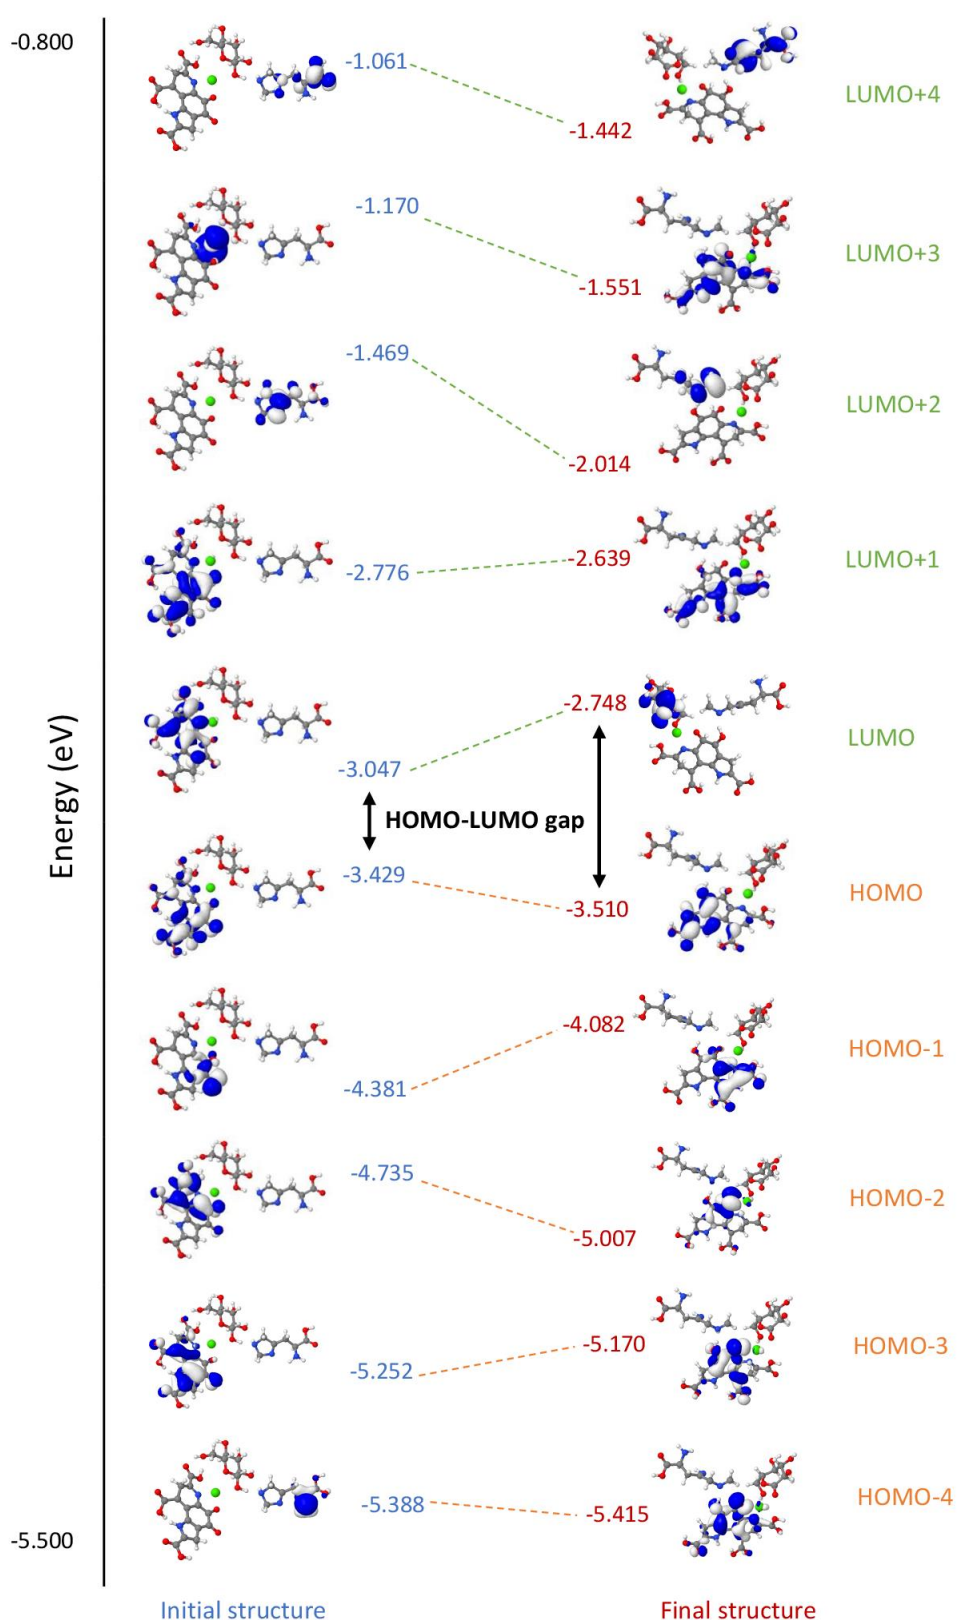 -0.800
-1.061
-1.442
LUMO+4
-1.170
-1.551
LUMO+3
-1.469
-2.014
LUMO+2
-2.776
-2.639
LUMO+1
-3.047
-2.748
LUMO
Energy (eV)
HOMO-LUMO gap
-3.429
-3.510
HOMO
-4.381
-4.082
HOMO-1
-4.735
-5.007
HOMO-2
-5.252
-5.170
HOMO-3
-5.388
-5.415
HOMO-4
-5.500
Initial structure
Final structure